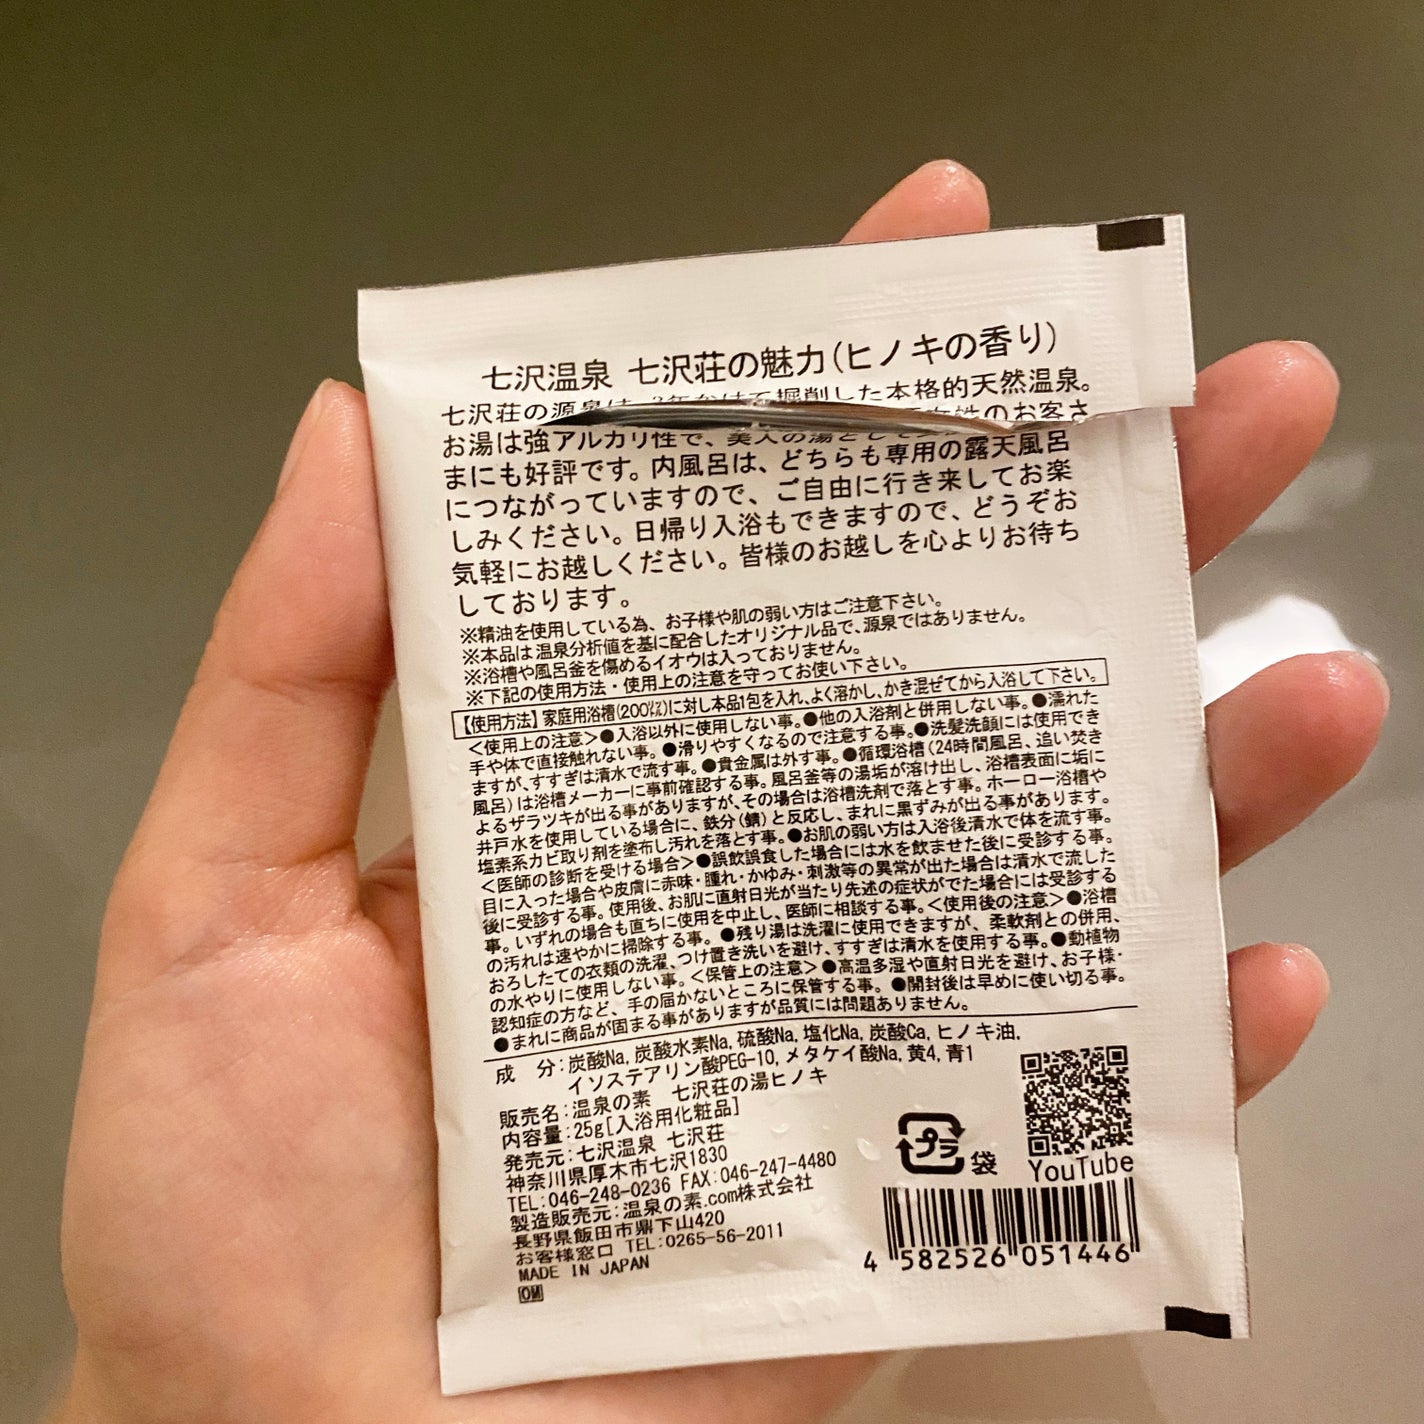 七沢温泉 七沢荘の魅力(ヒノキの香り)
七沢荘の源泉は、2年かけて掘削した本格的天然温泉。
お湯は強アルカリ性で、美人の湯として 女性のお客さ
まにも好評です。内風呂は、どちらも専用の露天風呂
につながっていますので、ご自由に行き来してお楽
しみください。日帰り入浴もできますので、どうぞお
気軽にお越しください。皆様のお越しを心よりお待ち
しております。
※精油を使用している為、お子様や肌の弱い方はご注意下さい。
※本品は温泉分析値を基に配合したオリジナル品で、源泉ではありません。
※浴槽や風呂釜を傷めるイオウは入っておりません。
※下記の使用方法・使用上の注意を守ってお使い下さい。
【使用方法】家庭用浴槽(200㍑)に対し本品1包を入れ、よく溶かし、かき混ぜてから入浴して下さい。
<使用上の注意>●入浴以外に使用しない事。●他の入浴剤と併用しない事。●濡れた
手や体で直接触れない事。●滑りやすくなるので注意する事。●洗髪洗顔には使用でき
ますが、すすぎは清水で流す事。●貴金属は外す事。●循環浴槽(24時間風呂、追い焚き
風呂)は浴槽メーカーに事前確認する事。風呂釜等の湯垢が溶け出し、浴槽表面に垢に
よるザラツキが出る事がありますが、その場合は浴槽洗剤で落とす事。ホーロー浴槽や
井戸水を使用している場合に、鉄分(錆)と反応し、まれに黒ずみが出る事があります。
塩素系カビ取り剤を塗布し汚れを落とす事。●お肌の弱い方は入浴後清水で体を流す事。
<医師の診断を受ける場合>●誤飲誤食した場合には水を飲ませた後に受診する事。
目に入った場合や皮膚に赤味・腫れ・かゆみ・刺激等の異常が出た場合は清水で流した
後に受診する事。使用後、お肌に直射日光が当たり先述の症状がでた場合には受診する
事。いずれの場合も直ちに使用を中止し、医師に相談する事。<使用後の注意>●浴槽
の汚れは速やかに掃除する事。●残り湯は洗濯に使用できますが、柔軟剤との併用、
おろしたての衣類の洗濯、つけ置き洗いを避け、すすぎは清水を使用する事。●動植物
の水やりに使用しない事。<保管上の注意>●高温多湿や直射日光を避け、お子様・
認知症の方など、手の届かないところに保管する事。●開封後は早めに使い切る事。
●まれに商品が固まる事がありますが品質には問題ありません。
成 分:炭酸Na, 炭酸水素Na, 硫酸Na, 塩化Na, 炭酸Ca, ヒノキ油,
イソステアリン酸PEG-10, メタケイ酸Na, 黄4, 青1
販売名:温泉の素 七沢荘の湯ヒノキ
内容量:25g[入浴用化粧品]
発売元:七沢温泉 七沢荘
神奈川県厚木市七沢1830
TEL:046-248-0236 FAX:046-247-4480
製造販売元:温泉の素.com株式会社
長野県飯田市鼎下山420
お客様窓口 TEL:0265-56-2011
MADE IN JAPAN
OM
プラ
袋
YouTube
4 582526 051446